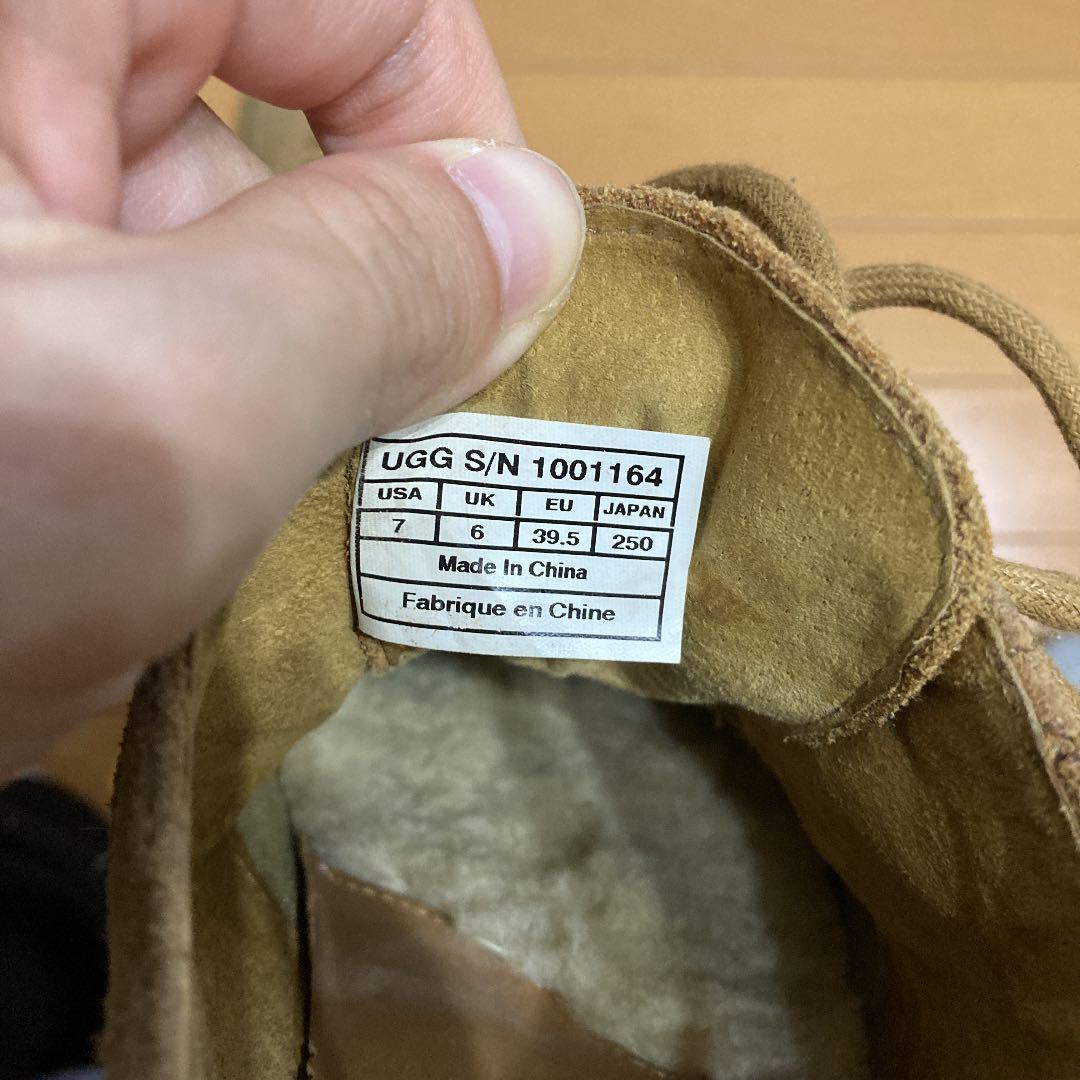 UGG S/N 1001164
USA UK EU JAPAN
7 6 39.5 250
Made In China
Fabrique en Chine